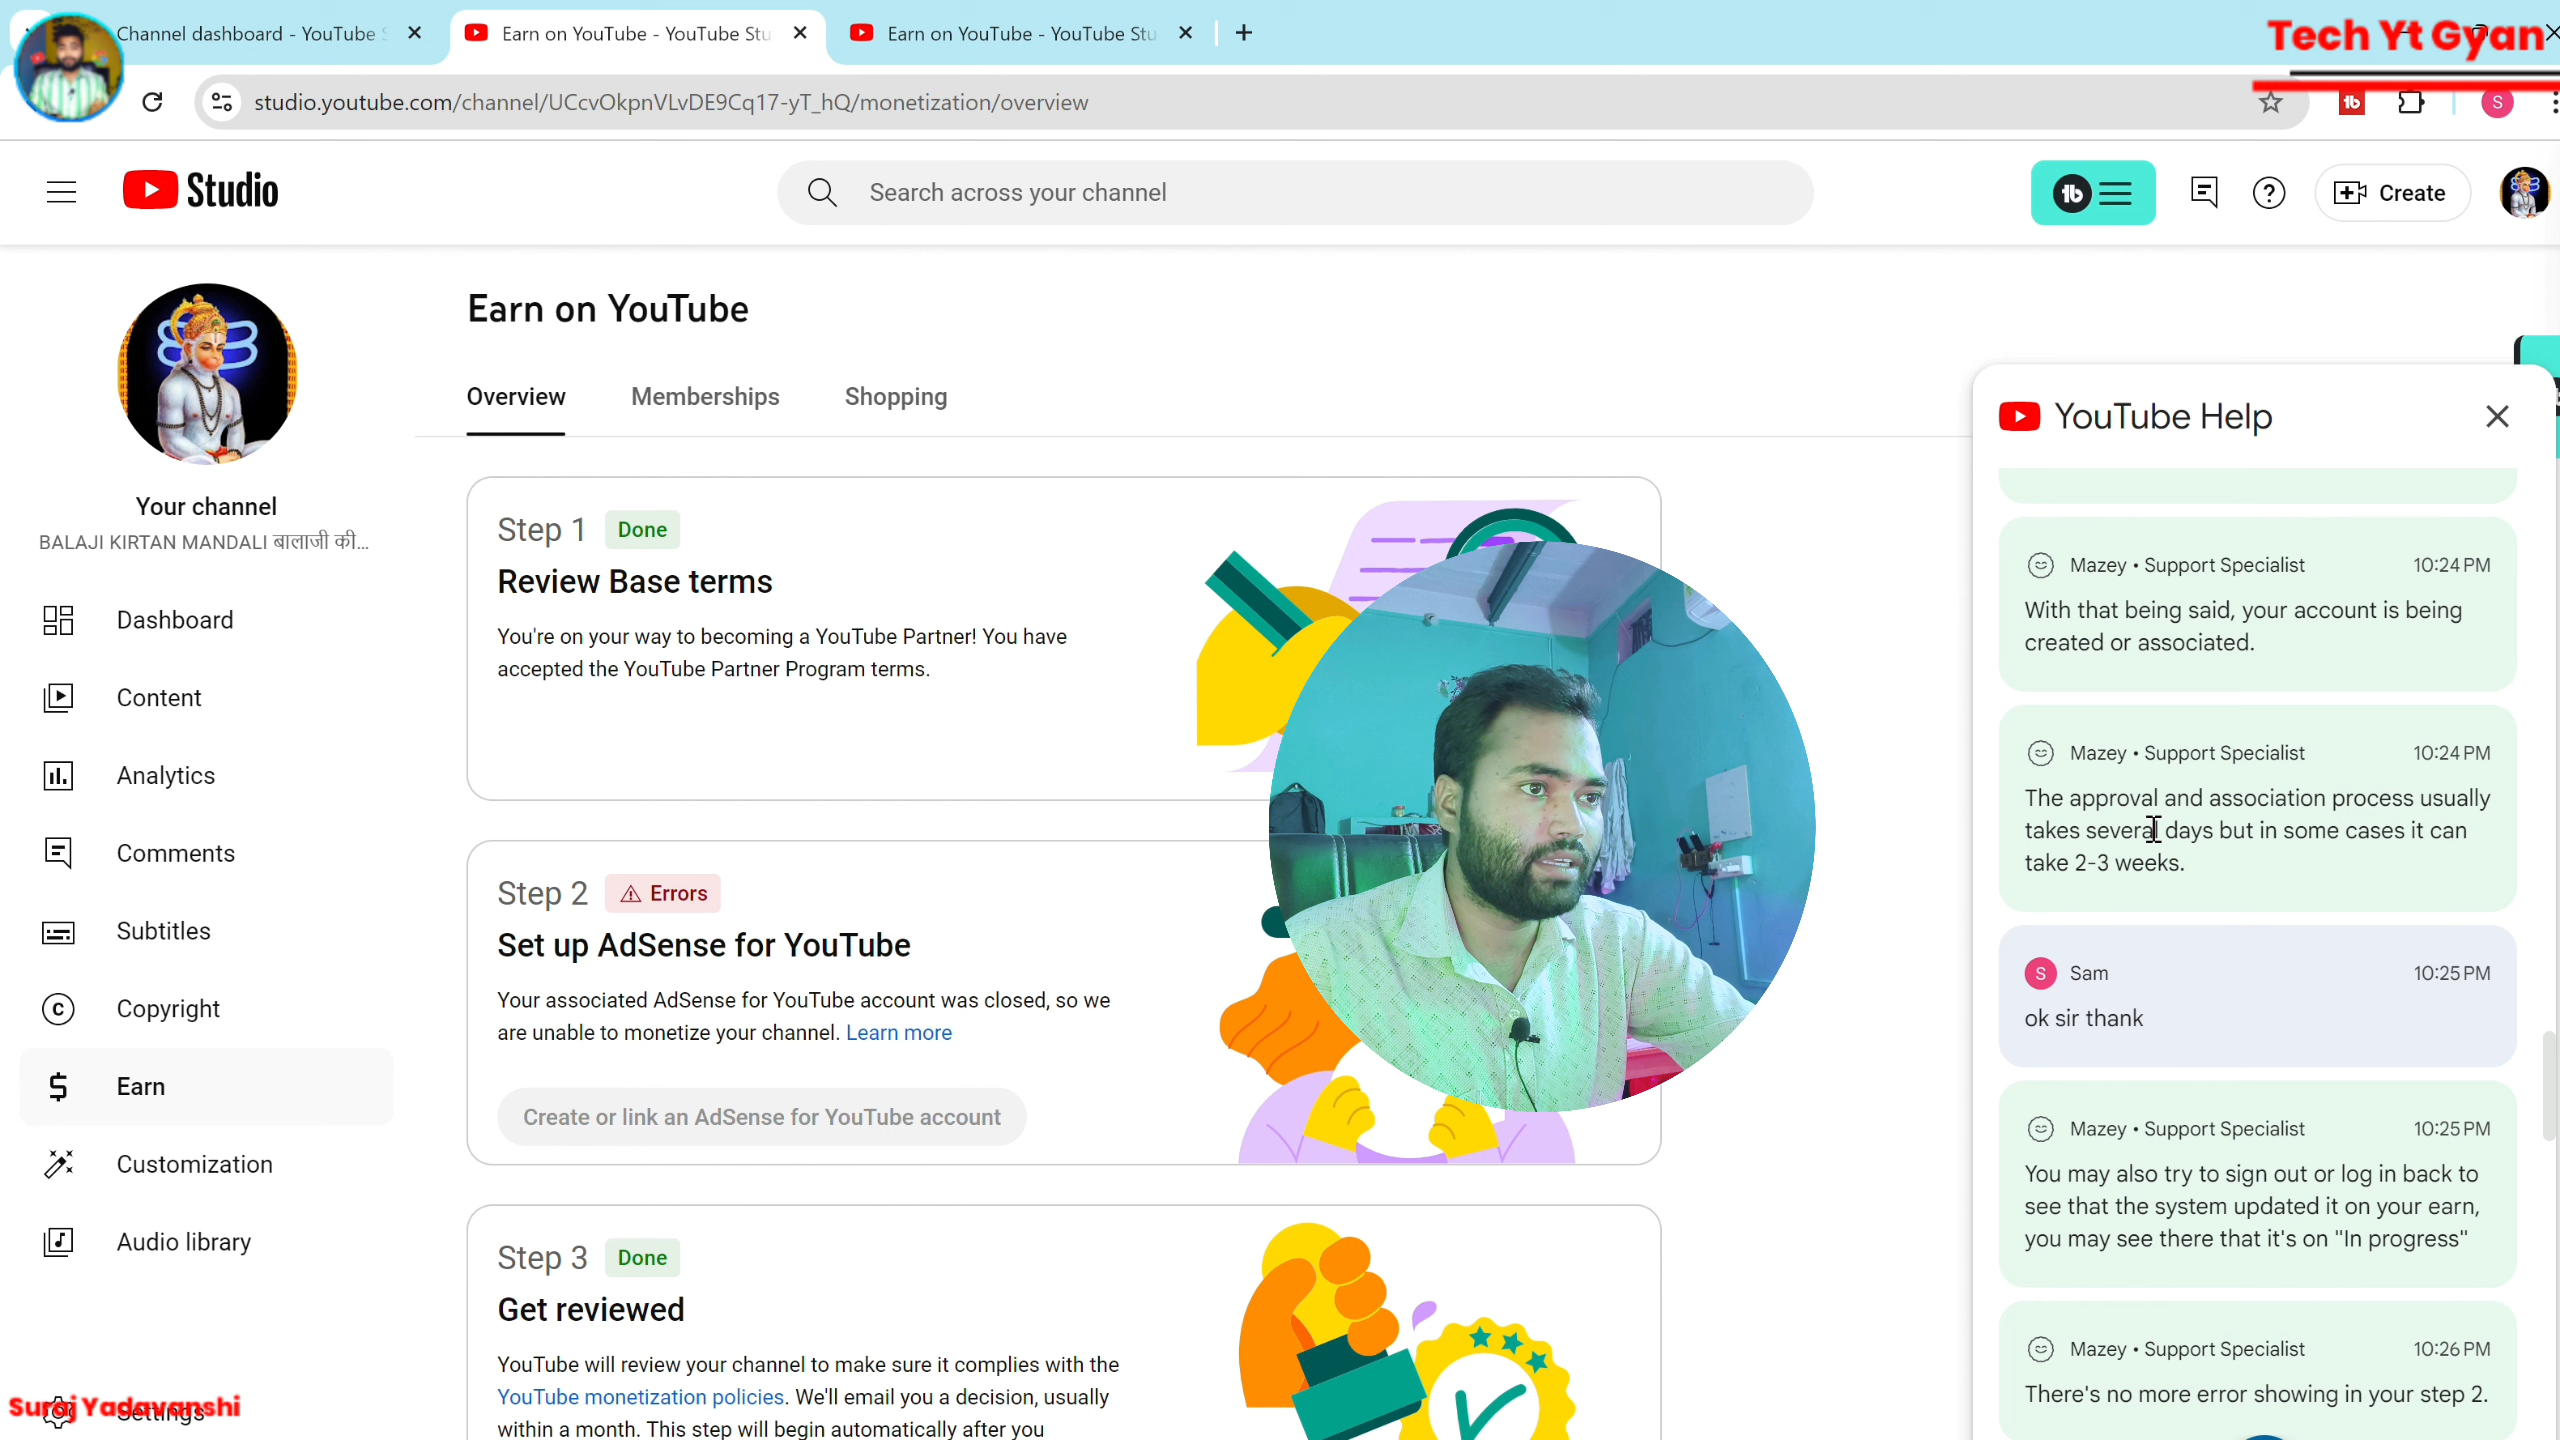 Channel dashboard - YouTube S
Earn on YouTube - YouTube Stu
Earn on YouTube - YouTube Stu
Tech Yt Gyan
studio.youtube.com/channel/UCcvOkpnVLvDE9Cq17-yT_hQ/monetization/overview
tb
S
Studio
Search across your channel
tb
Create
Your channel
BALAJI KIRTAN MANDALI बालाजी की...
Dashboard
Content
Analytics
Comments
Subtitles
Copyright
Earn
Customization
Audio library
Settings
Suraj Yadavanshi
Earn on YouTube
Overview
Memberships
Shopping
Step 1
Done
Review Base terms
You're on your way to becoming a YouTube Partner! You have
accepted the YouTube Partner Program terms.
Step 2
Errors
Set up AdSense for YouTube
Your associated AdSense for YouTube account was closed, so we
are unable to monetize your channel. Learn more
Create or link an AdSense for YouTube account
Step 3
Done
Get reviewed
YouTube will review your channel to make sure it complies with the
YouTube monetization policies. We'll email you a decision, usually
within a month. This step will begin automatically after you
YouTube Help
Mazey • Support Specialist 10:24 PM
With that being said, your account is being
created or associated.
Mazey • Support Specialist 10:24 PM
The approval and association process usually
takes several days but in some cases it can
take 2-3 weeks.
S Sam 10:25 PM
ok sir thank
Mazey • Support Specialist 10:25 PM
You may also try to sign out or log in back to
see that the system updated it on your earn,
you may see there that it's on "In progress"
Mazey • Support Specialist 10:26 PM
There's no more error showing in your step 2.